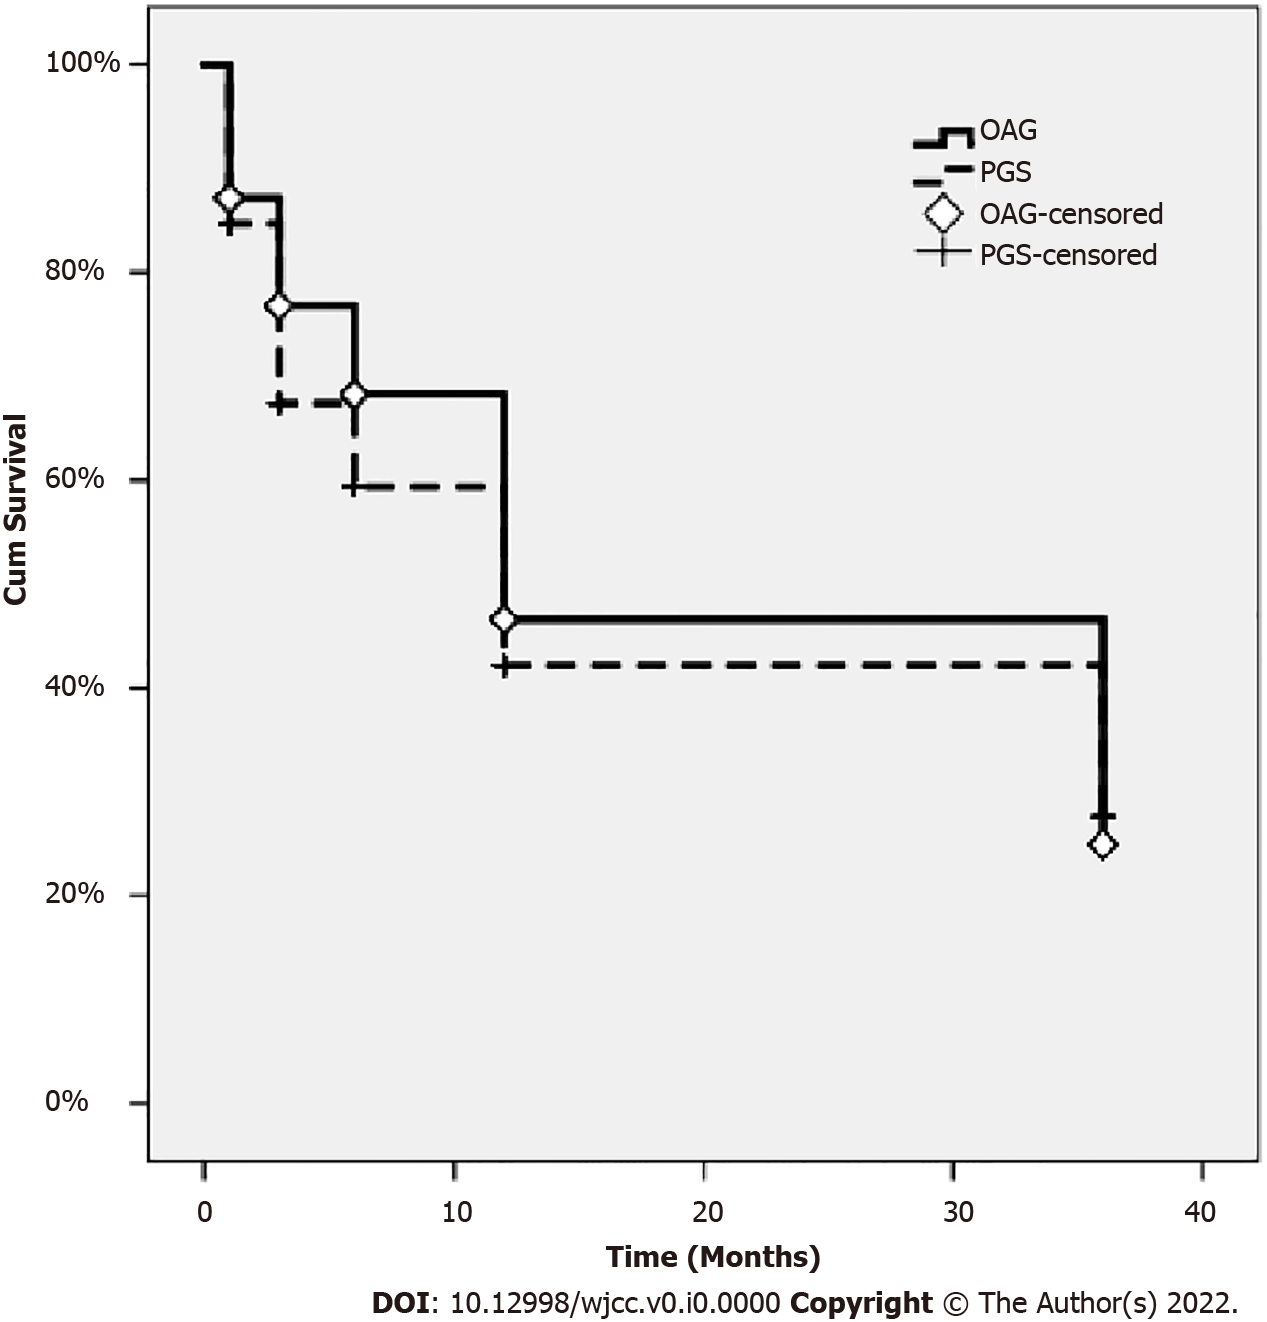 100%
80%
60%
40%
20%
0%
Cum Survival
OAG
PGS
OAG-censored
PGS-censored
0 10 20 30 40
Time (Months)
DOI: 10.12998/wjcc.v0.i0.0000 Copyright © The Author(s) 2022.